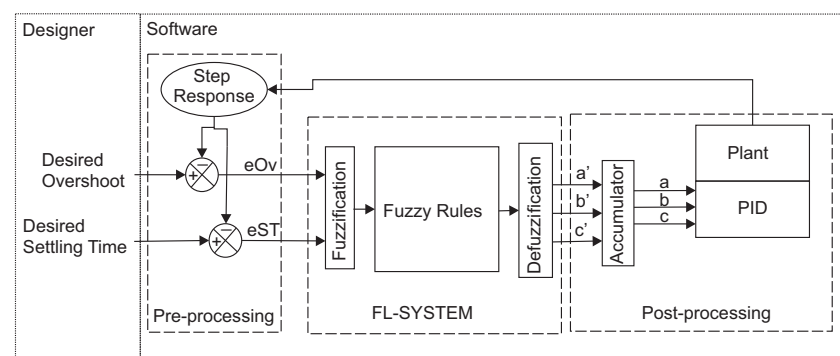 Designer
Software
Step
Response
Desired
Overshoot
Desired
Settling Time
+
−
eOv
+
−
eST
Pre-processing
Fuzzification
Fuzzy Rules
Defuzzification
FL-SYSTEM
a'
b'
c'
Accumulator
a
b
c
Plant
PID
Post-processing